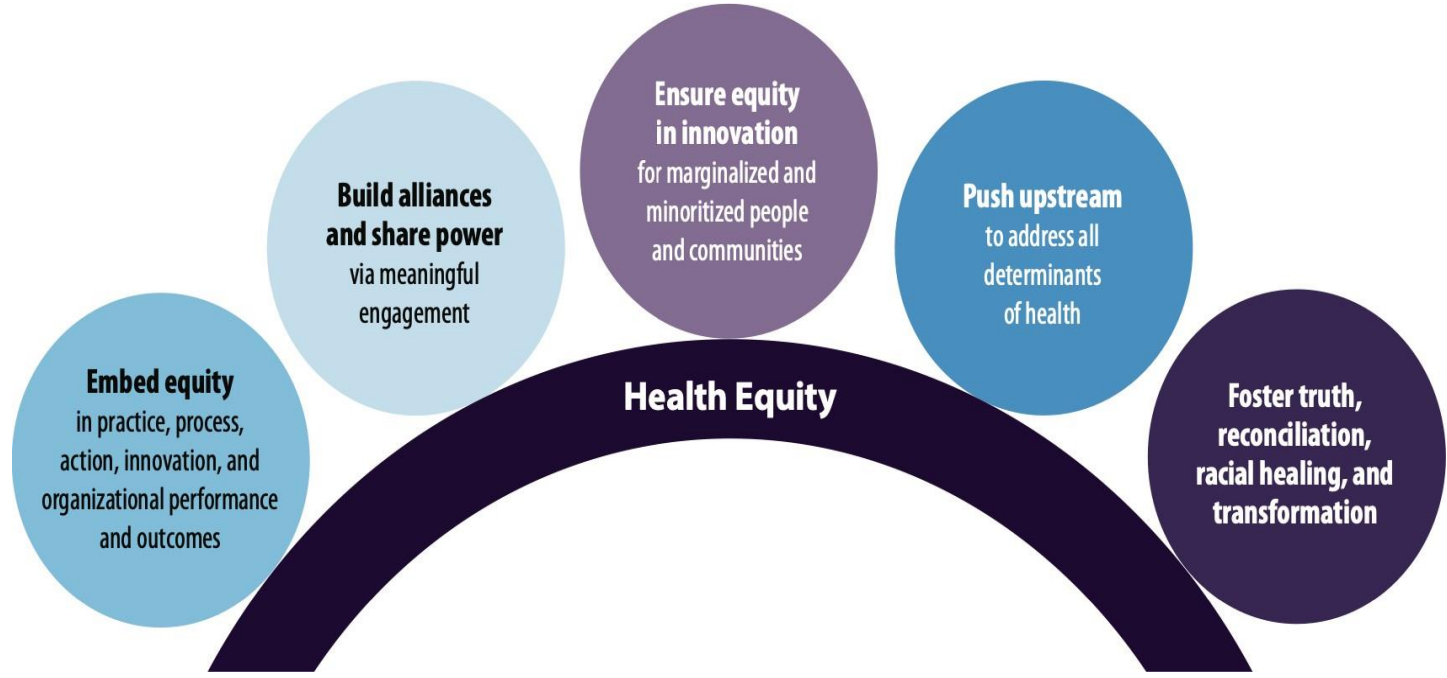 Embed equity
in practice, process,
action, innovation, and
organizational performance
and outcomes
Build alliances
and share power
via meaningful
engagement
Ensure equity
in innovation
for marginalized and
minoritized people
and communities
Push upstream
to address all
determinants
of health
Foster truth,
reconciliation,
racial healing, and
transformation
Health Equity